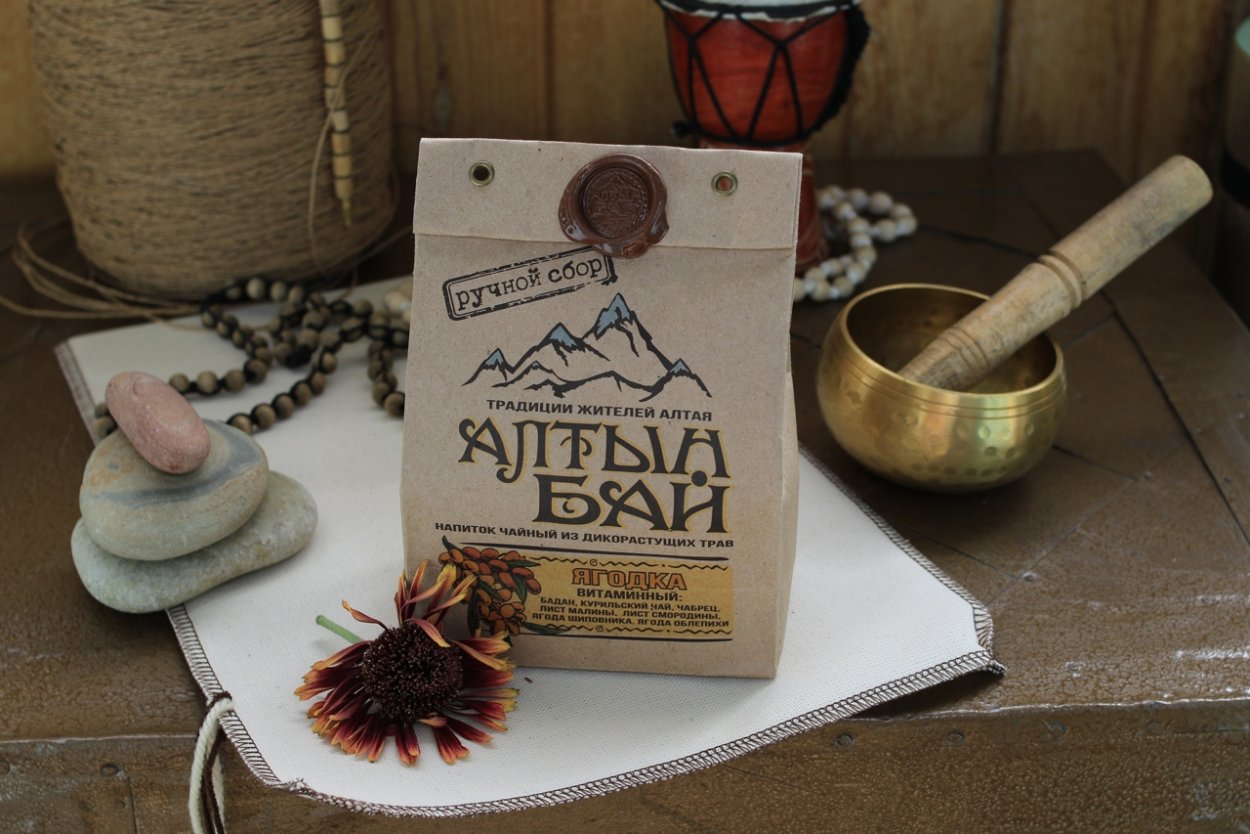 ручной сбор
ТРАДИЦИИ ЖИТЕЛЕЙ АЛТАЯ
АЛТЫН
БАЙ
НАПИТОК ЧАЙНЫЙ ИЗ ДИКОРАСТУЩИХ ТРАВ
ЯГОДКА
ВИТАМИННЫЙ:
БАДАН, КУРИЛЬСКИЙ ЧАЙ, ЧАБРЕЦ,
ЛИСТ МАЛИНЫ, ЛИСТ СМОРОДИНЫ,
ЯГОДА ШИПОВНИКА, ЯГОДА ОБЛЕПИХИ